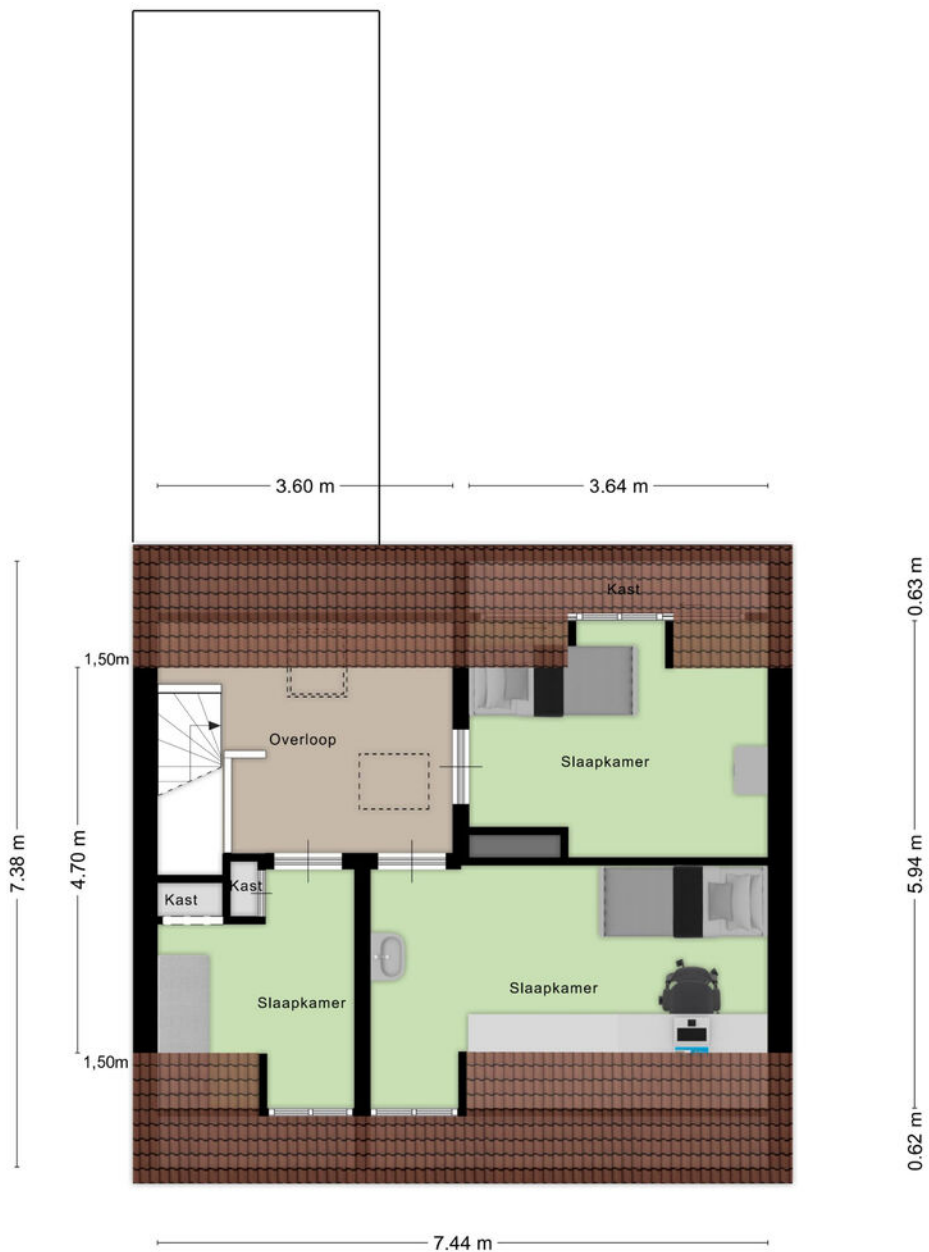 3.60 m
3.64 m
Kast
0.63 m
1,50m
Overloop
Slaapkamer
7.38 m
4.70 m
5.94 m
Kast
Kast
Slaapkamer
Slaapkamer
1,50m
0.62 m
7.44 m